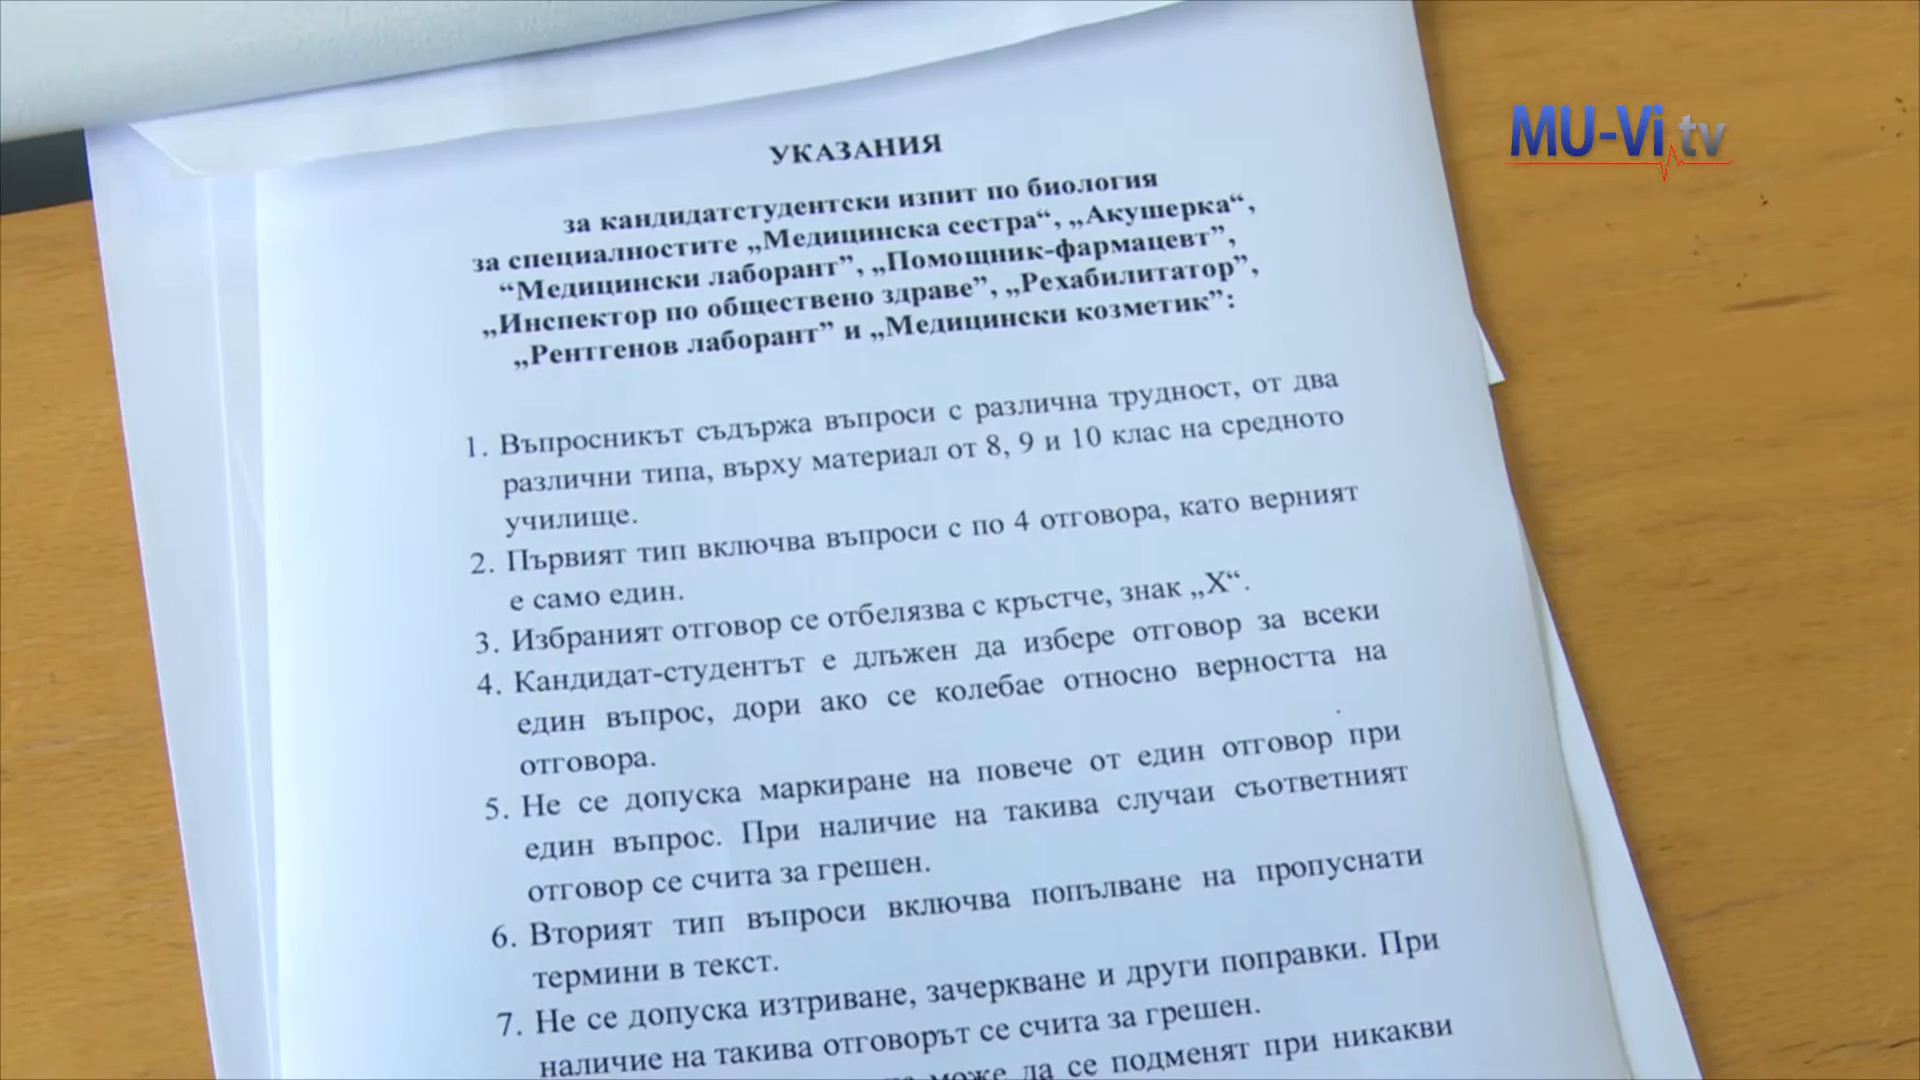 MU-Vi.tv
УКАЗАНИЯ
за кандидатстудентски изпит по биология
за специалностите „Медицинска сестра“, „Акушерка“,
“Медицински лаборант”, „Помощник-фармацевт”,
„Инспектор по обществено здраве”, „Рехабилитатор”,
„Рентгенов лаборант” и „Медицински козметик”:
1. Въпросникът съдържа въпроси с различна трудност, от два
различни типа, върху материал от 8, 9 и 10 клас на средното
училище.
2. Първият тип включва въпроси с по 4 отговора, като верният
е само един.
3. Избраният отговор се отбелязва с кръстче, знак „Х“.
4. Кандидат-студентът е длъжен да избере отговор за всеки
един въпрос, дори ако се колебае относно верността на
отговора.
5. Не се допуска маркиране на повече от един отговор при
един въпрос. При наличие на такива случаи съответният
отговор се счита за грешен.
6. Вторият тип въпроси включва попълване на пропуснати
термини в текст.
7. Не се допуска изтриване, зачеркване и други поправки. При
наличие на такива отговорът се счита за грешен.
може да се подменят при никакви